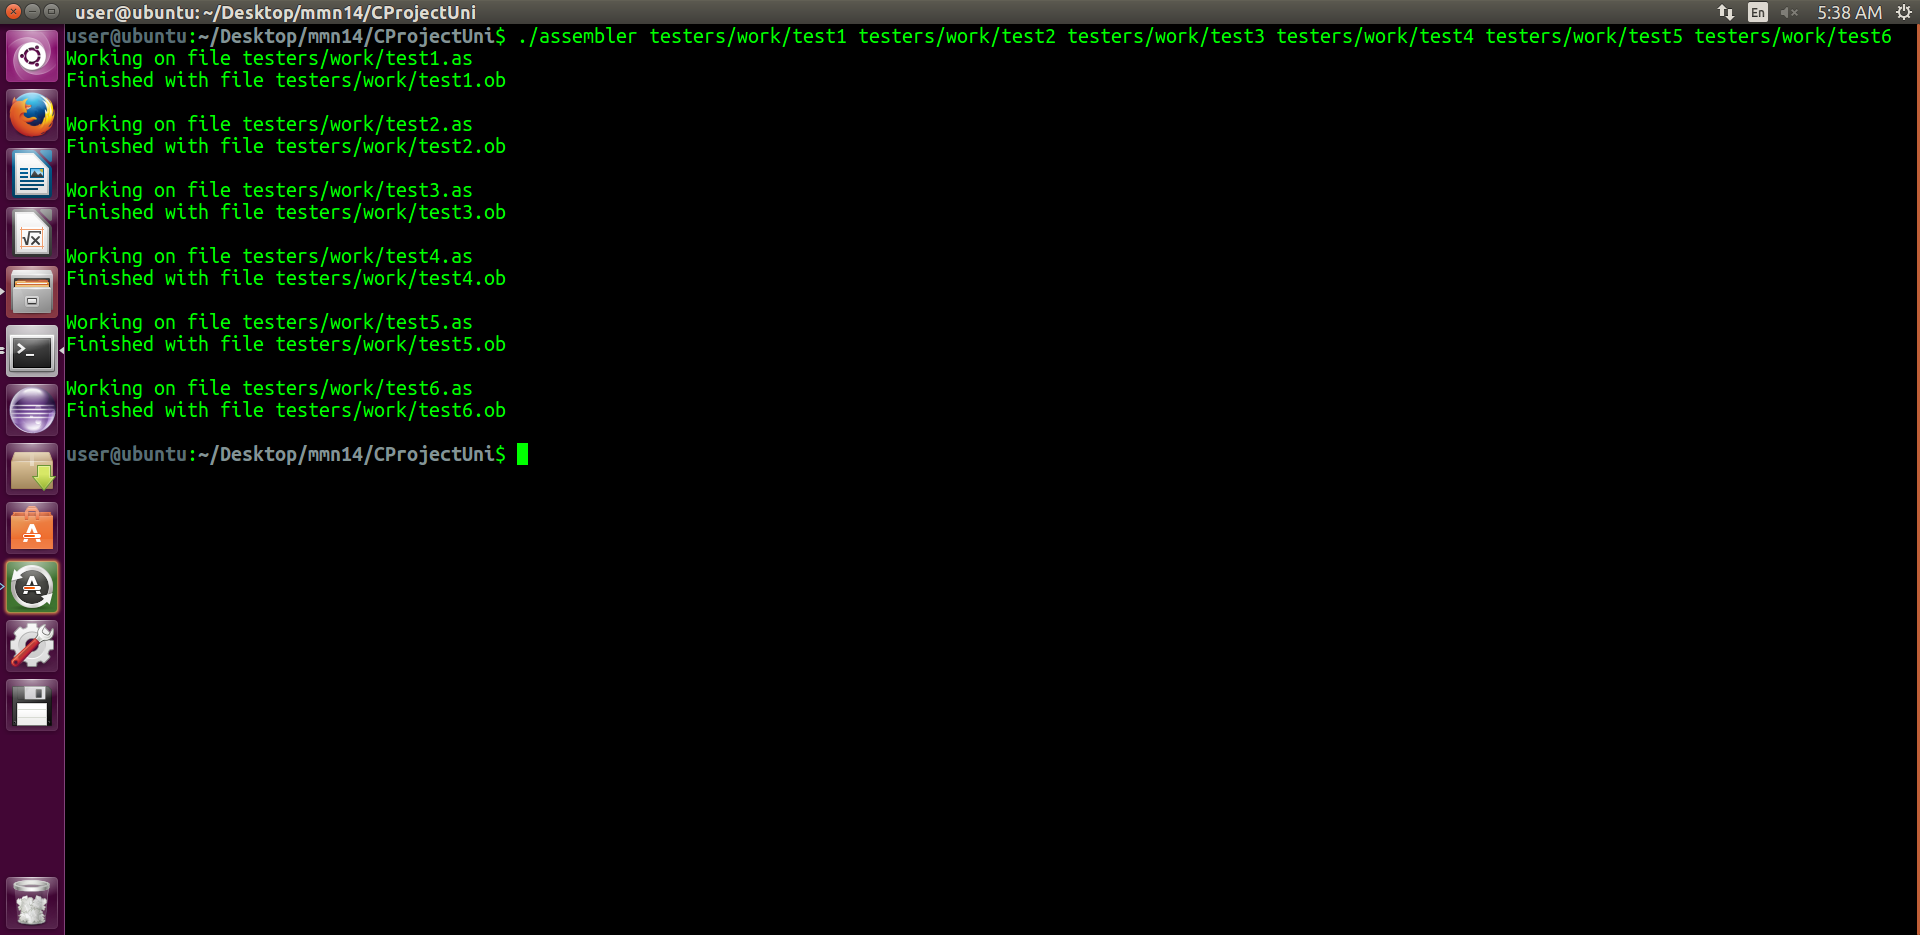 user@ubuntu: ~/Desktop/mmn14/CProjectUni
En
5:38 AM
user@ubuntu:~/Desktop/mmn14/CProjectUni$ ./assembler testers/work/test1 testers/work/test2 testers/work/test3 testers/work/test4 testers/work/test5 testers/work/test6
Working on file testers/work/test1.as
Finished with file testers/work/test1.ob
Working on file testers/work/test2.as
Finished with file testers/work/test2.ob
Working on file testers/work/test3.as
Finished with file testers/work/test3.ob
Working on file testers/work/test4.as
Finished with file testers/work/test4.ob
Working on file testers/work/test5.as
Finished with file testers/work/test5.ob
Working on file testers/work/test6.as
Finished with file testers/work/test6.ob
user@ubuntu:~/Desktop/mmn14/CProjectUni$